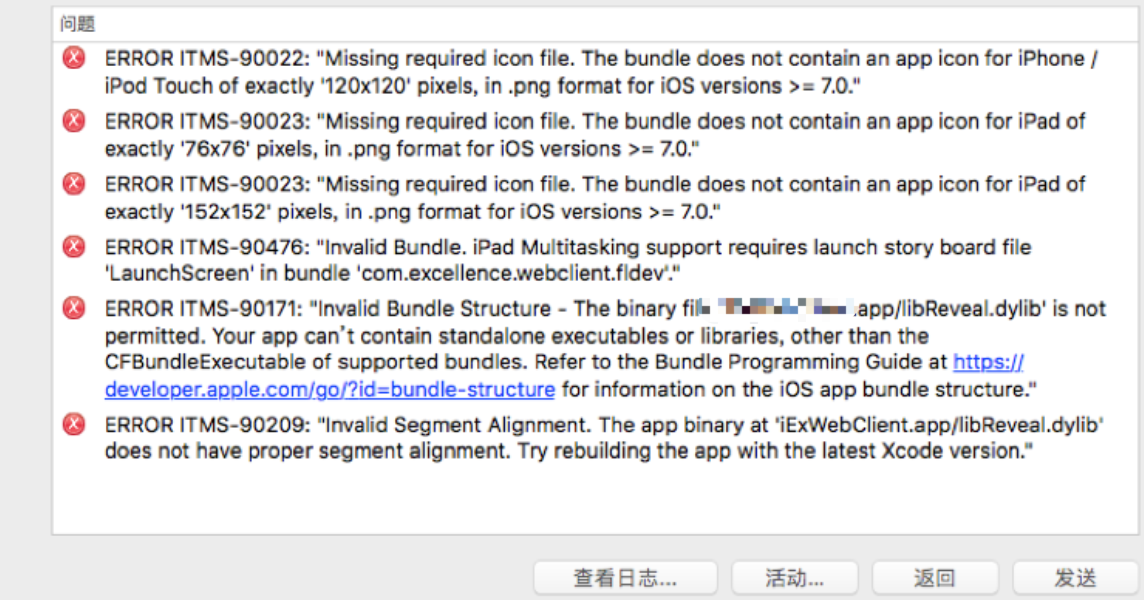 问题
ERROR ITMS-90022: "Missing required icon file. The bundle does not contain an app icon for iPhone /
iPod Touch of exactly '120x120' pixels, in .png format for iOS versions >= 7.0."
ERROR ITMS-90023: "Missing required icon file. The bundle does not contain an app icon for iPad of
exactly '76x76' pixels, in .png format for iOS versions >= 7.0."
ERROR ITMS-90023: "Missing required icon file. The bundle does not contain an app icon for iPad of
exactly '152x152' pixels, in .png format for iOS versions >= 7.0."
ERROR ITMS-90476: "Invalid Bundle. iPad Multitasking support requires launch story board file
'LaunchScreen' in bundle 'com.excellence.webclient.fldev'."
ERROR ITMS-90171: "Invalid Bundle Structure - The binary .app/libReveal.dylib' is not
permitted. Your app can’t contain standalone executables or libraries, other than the
CFBundleExecutable of supported bundles. Refer to the Bundle Programming Guide at https://
developer.apple.com/go/?id=bundle-structure for information on the iOS app bundle structure."
ERROR ITMS-90209: "Invalid Segment Alignment. The app binary at 'iExWebClient.app/libReveal.dylib'
does not have proper segment alignment. Try rebuilding the app with the latest Xcode version."
查看日志... 活动... 返回 发送